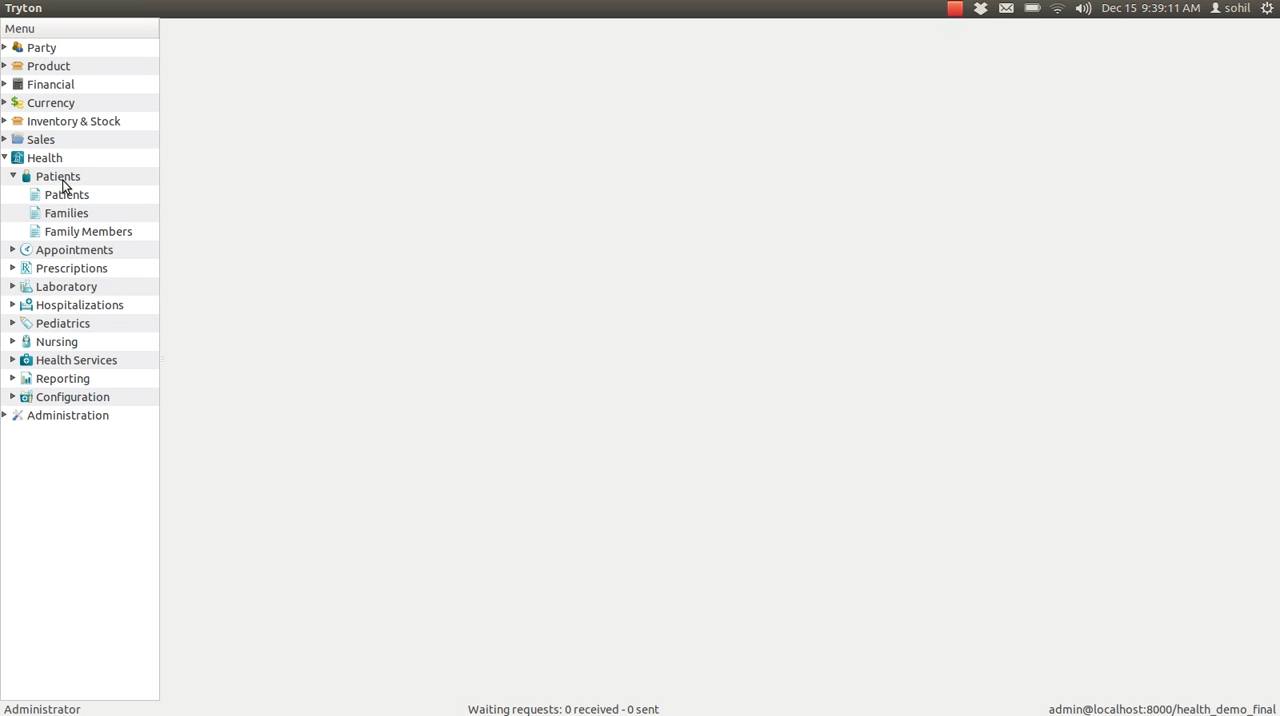 Tryton
Dec 15 9:39:11 AM
sohil
Menu
Party
Product
Financial
Currency
Inventory & Stock
Sales
Health
Patients
Patients
Families
Family Members
Appointments
Prescriptions
Laboratory
Hospitalizations
Pediatrics
Nursing
Health Services
Reporting
Configuration
Administration
Administrator
Waiting requests: 0 received - 0 sent
admin@localhost:8000/health_demo_final